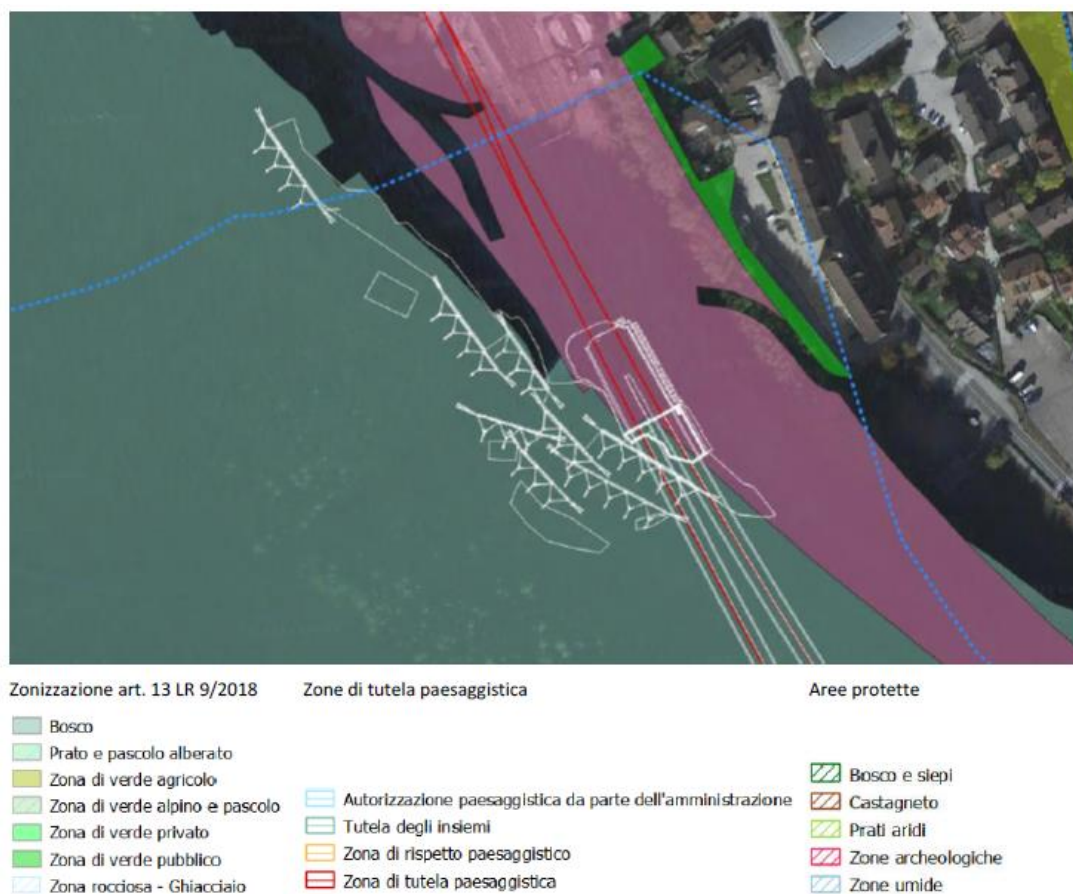 Zonizzazione art. 13 LR 9/2018
Bosco
Prato e pascolo alberato
Zona di verde agricolo
Zona di verde alpino e pascolo
Zona di verde privato
Zona di verde pubblico
Zona rocciosa - Ghiacciaio
Zone di tutela paesaggistica
Autorizzazione paesaggistica da parte dell'amministrazione
Tutela degli insiemi
Zona di rispetto paesaggistico
Zona di tutela paesaggistica
Aree protette
Bosco e siepi
Castagneto
Prati aridi
Zone archeologiche
Zone umide